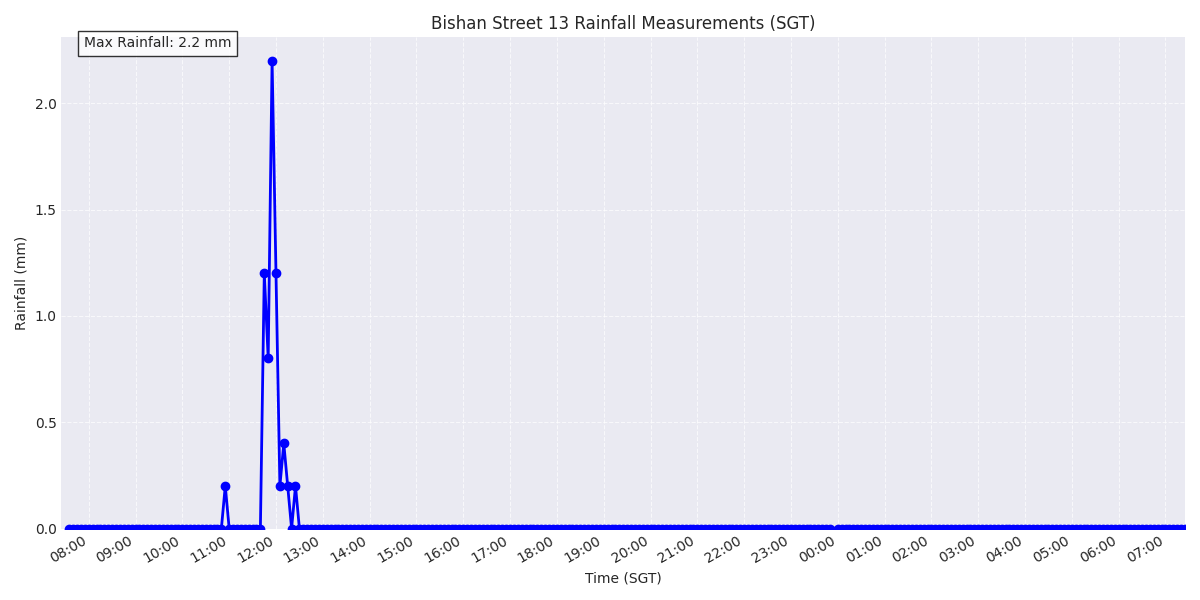 Bishan Street 13 Rainfall Measurements (SGT)
Max Rainfall: 2.2 mm
Rainfall (mm)
2.0
1.5
1.0
0.5
0.0
08:00 09:00 10:00 11:00 12:00 13:00 14:00 15:00 16:00 17:00 18:00 19:00 20:00 21:00 22:00 23:00 00:00 01:00 02:00 03:00 04:00 05:00 06:00 07:00
Time (SGT)